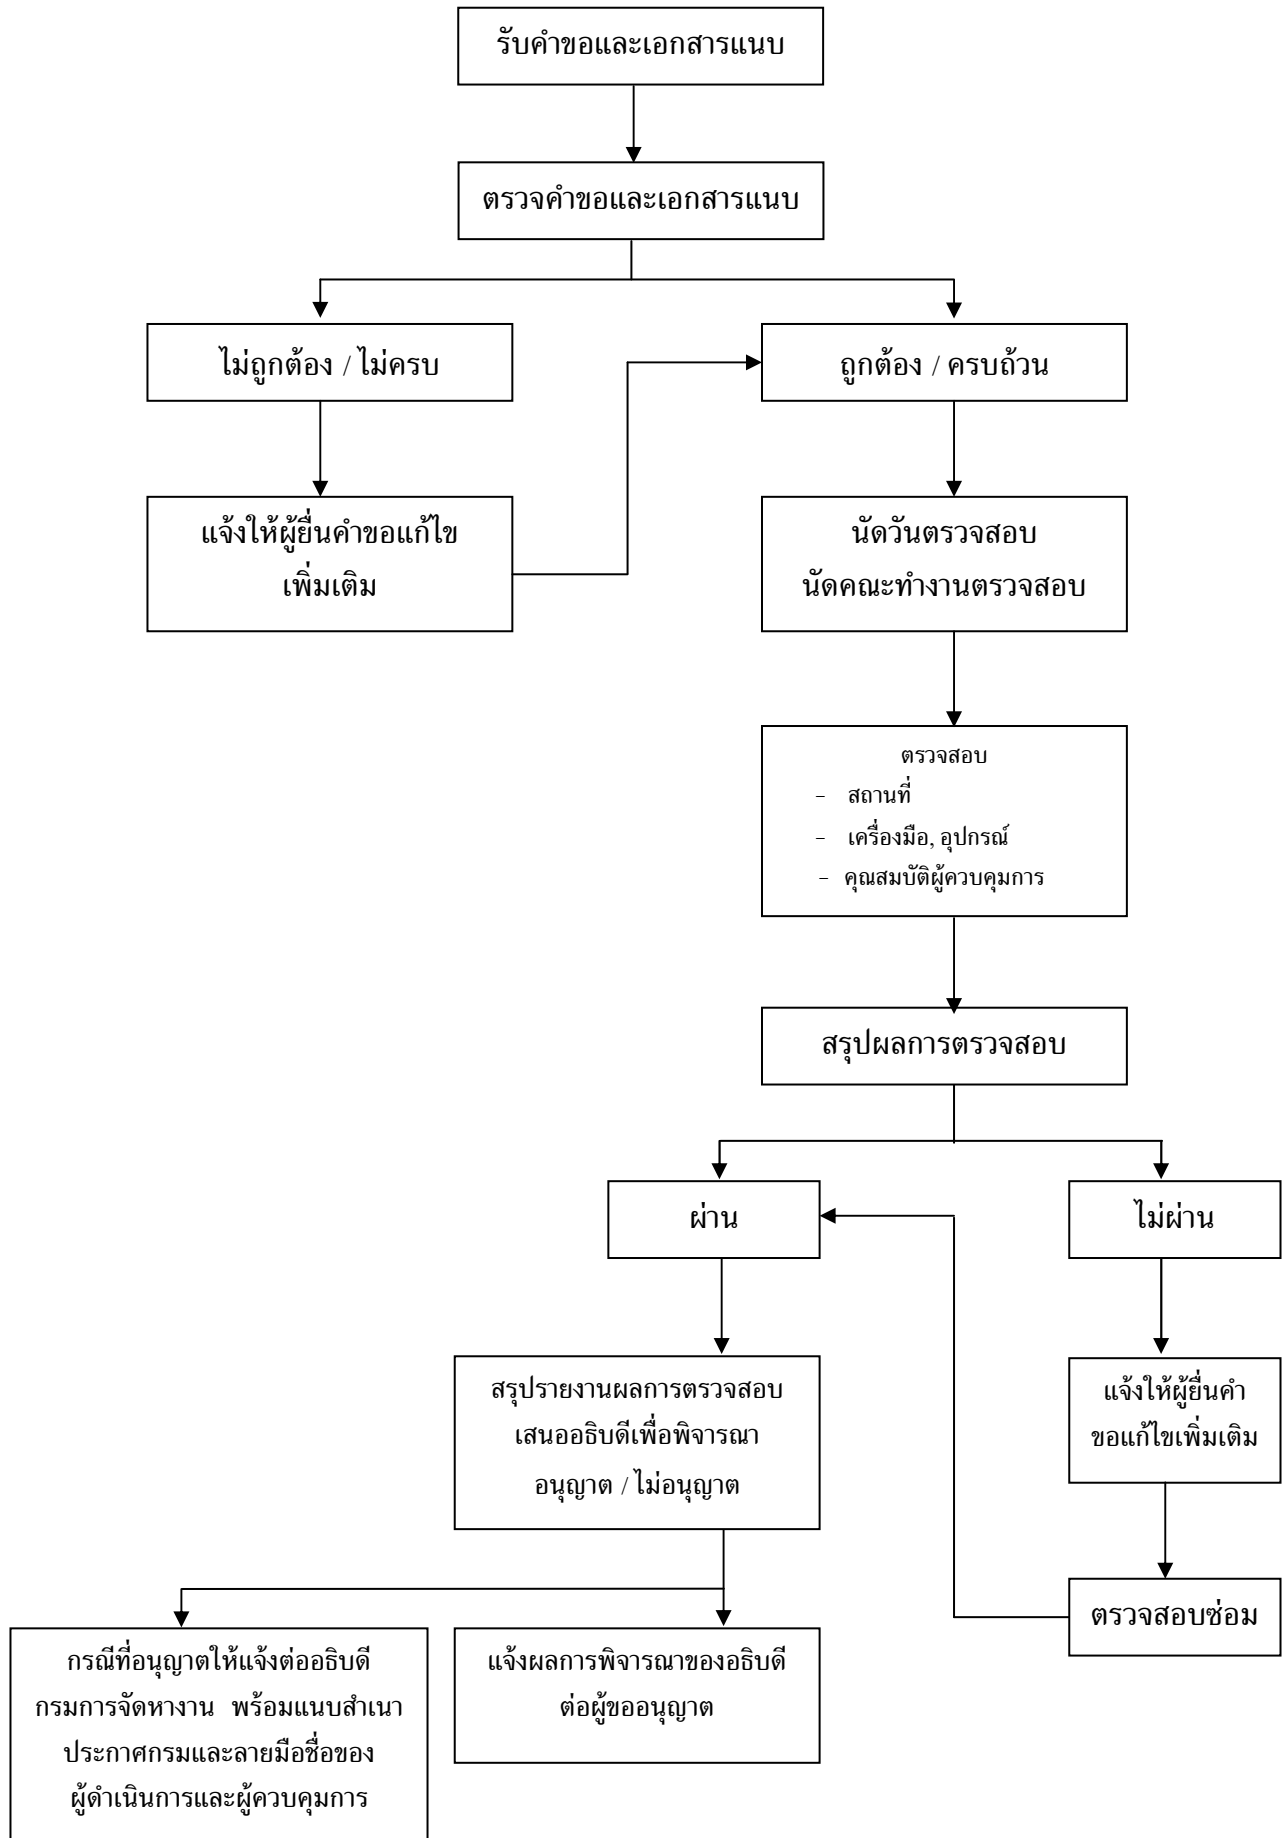 รับคำขอและเอกสารแนบ
ตรวจคำขอและเอกสารแนบ
ไม่ถูกต้อง / ไม่ครบ
ถูกต้อง / ครบถ้วน
แจ้งให้ผู้ยื่นคำขอแก้ไข
เพิ่มเติม
นัดวันตรวจสอบ
นัดคณะทำงานตรวจสอบ
ตรวจสอบ
- สถานที่
- เครื่องมือ, อุปกรณ์
- คุณสมบัติผู้ควบคุมการ
สรุปผลการตรวจสอบ
ผ่าน
ไม่ผ่าน
สรุปรายงานผลการตรวจสอบ
เสนออธิบดีเพื่อพิจารณา
อนุญาต / ไม่อนุญาต
แจ้งให้ผู้ยื่นคำ
ขอแก้ไขเพิ่มเติม
ตรวจสอบซ่อม
กรณีที่อนุญาตให้แจ้งต่ออธิบดี
กรมการจัดหางาน พร้อมแนบสำเนา
ประกาศกรมและลายมือชื่อของ
ผู้ดำเนินการและผู้ควบคุมการ
แจ้งผลการพิจารณาของอธิบดี
ต่อผู้ขออนุญาต